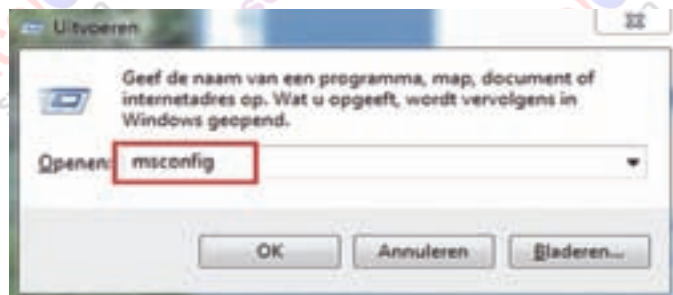 Uitvoeren
Geef de naam van een programma, map, document of
internetadres op. Wat u opgeeft, wordt vervolgens in
Windows geopend.
Openen: msconfig
OK Annuleren Bladeren...